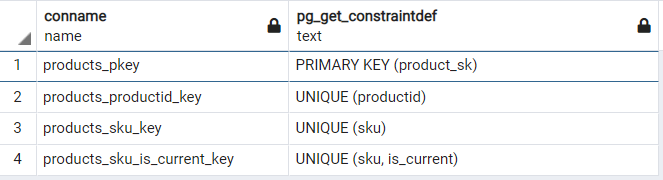 conname
name
pg_get_constraintdef
text
1 products_pkey PRIMARY KEY (product_sk)
2 products_productid_key UNIQUE (productid)
3 products_sku_key UNIQUE (sku)
4 products_sku_is_current_key UNIQUE (sku, is_current)